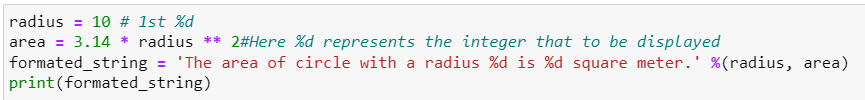 radius = 10 # 1st %d
area = 3.14 * radius ** 2#Here %d represents the integer that to be displayed
formated_string = 'The area of circle with a radius %d is %d square meter.' %(radius, area)
print(formated_string)